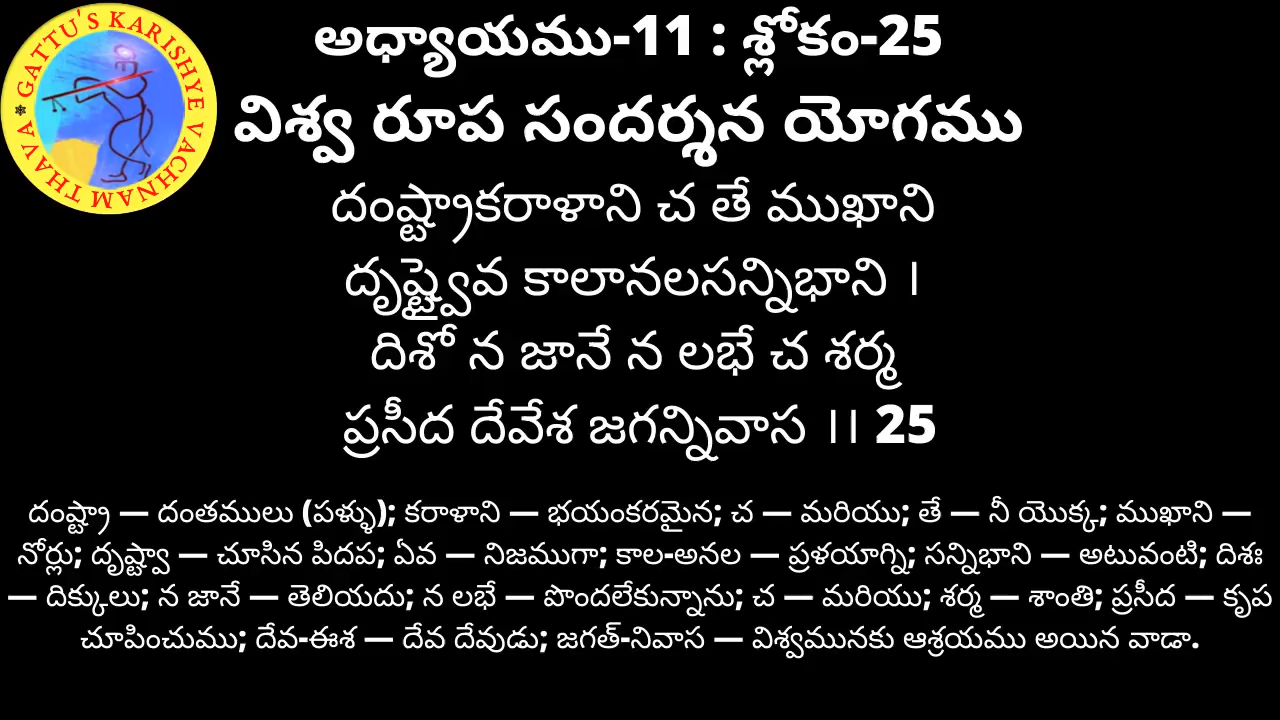 GATTU'S KARISHYE VACHNAM THAVA
అధ్యాయము-11 : శ్లోకం-25
విశ్వ రూప సందర్శన యోగము
దంష్ట్రాకరాళాని చ తే ముఖాని
దృష్ట్వైవ కాలానలసన్నిభాని ।
దిశో న జానే న లభే చ శర్మ
ప్రసీద దేవేశ జగన్నివాస ।। 25
దంష్ట్రా — దంతములు (పళ్ళు); కరాళాని — భయంకరమైన; చ — మరియు; తే — నీ యొక్క; ముఖాని —
నోర్లు; దృష్ట్వా — చూసిన పిదప; ఏవ — నిజముగా; కాల-అనల — ప్రళయాగ్ని; సన్నిభాని — అటువంటి; దిశః
— దిక్కులు; న జానే — తెలియదు; న లభే — పొందలేకున్నాను; చ — మరియు; శర్మ — శాంతి; ప్రసీద — కృప
చూపించుము; దేవ-ఈశ — దేవ దేవుడు; జగత్-నివాస — విశ్వమునకు ఆశ్రయము అయిన వాడా.